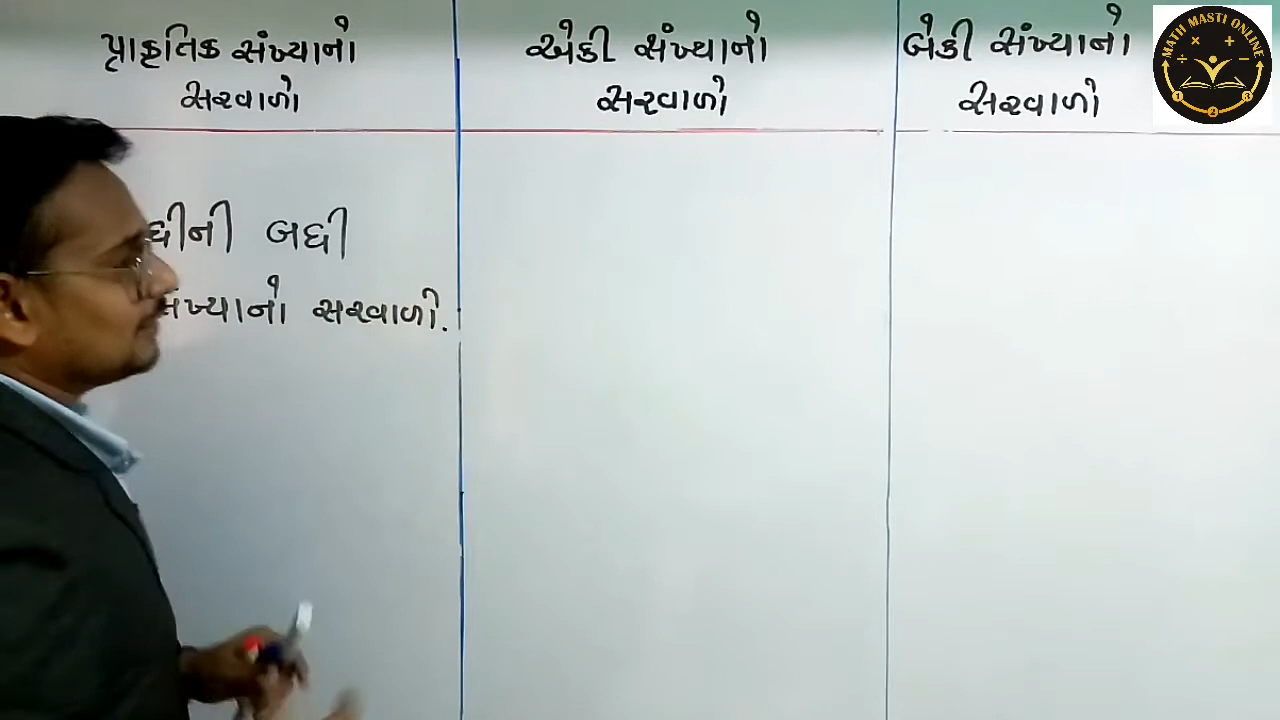 પ્રાકૃતિક સંખ્યાનો
સરવાળો
એકી સંખ્યાનો
સરવાળો
બેકી સંખ્યાનો
સરવાળો
MATH MASTI ONLINE
ધીની બધી
સંખ્યાનો સરવાળો.